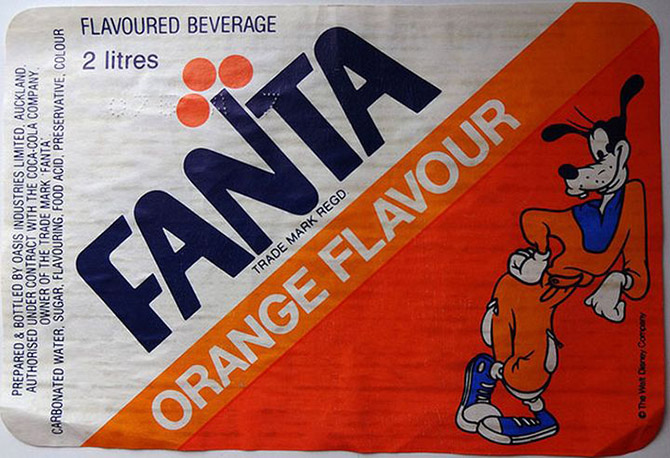 FLAVOURED BEVERAGE
2 litres
FANTA
TRADE MARK REGD.
ORANGE FLAVOUR
PREPARED & BOTTLED BY OASIS INDUSTRIES LIMITED, AUCKLAND.
AUTHORISED UNDER CONTRACT WITH THE COCA-COLA COMPANY.
OWNER OF THE TRADE MARK "FANTA"
CARBONATED WATER, SUGAR, FLAVOURING, FOOD ACID, PRESERVATIVE, COLOUR
© The Walt Disney Company